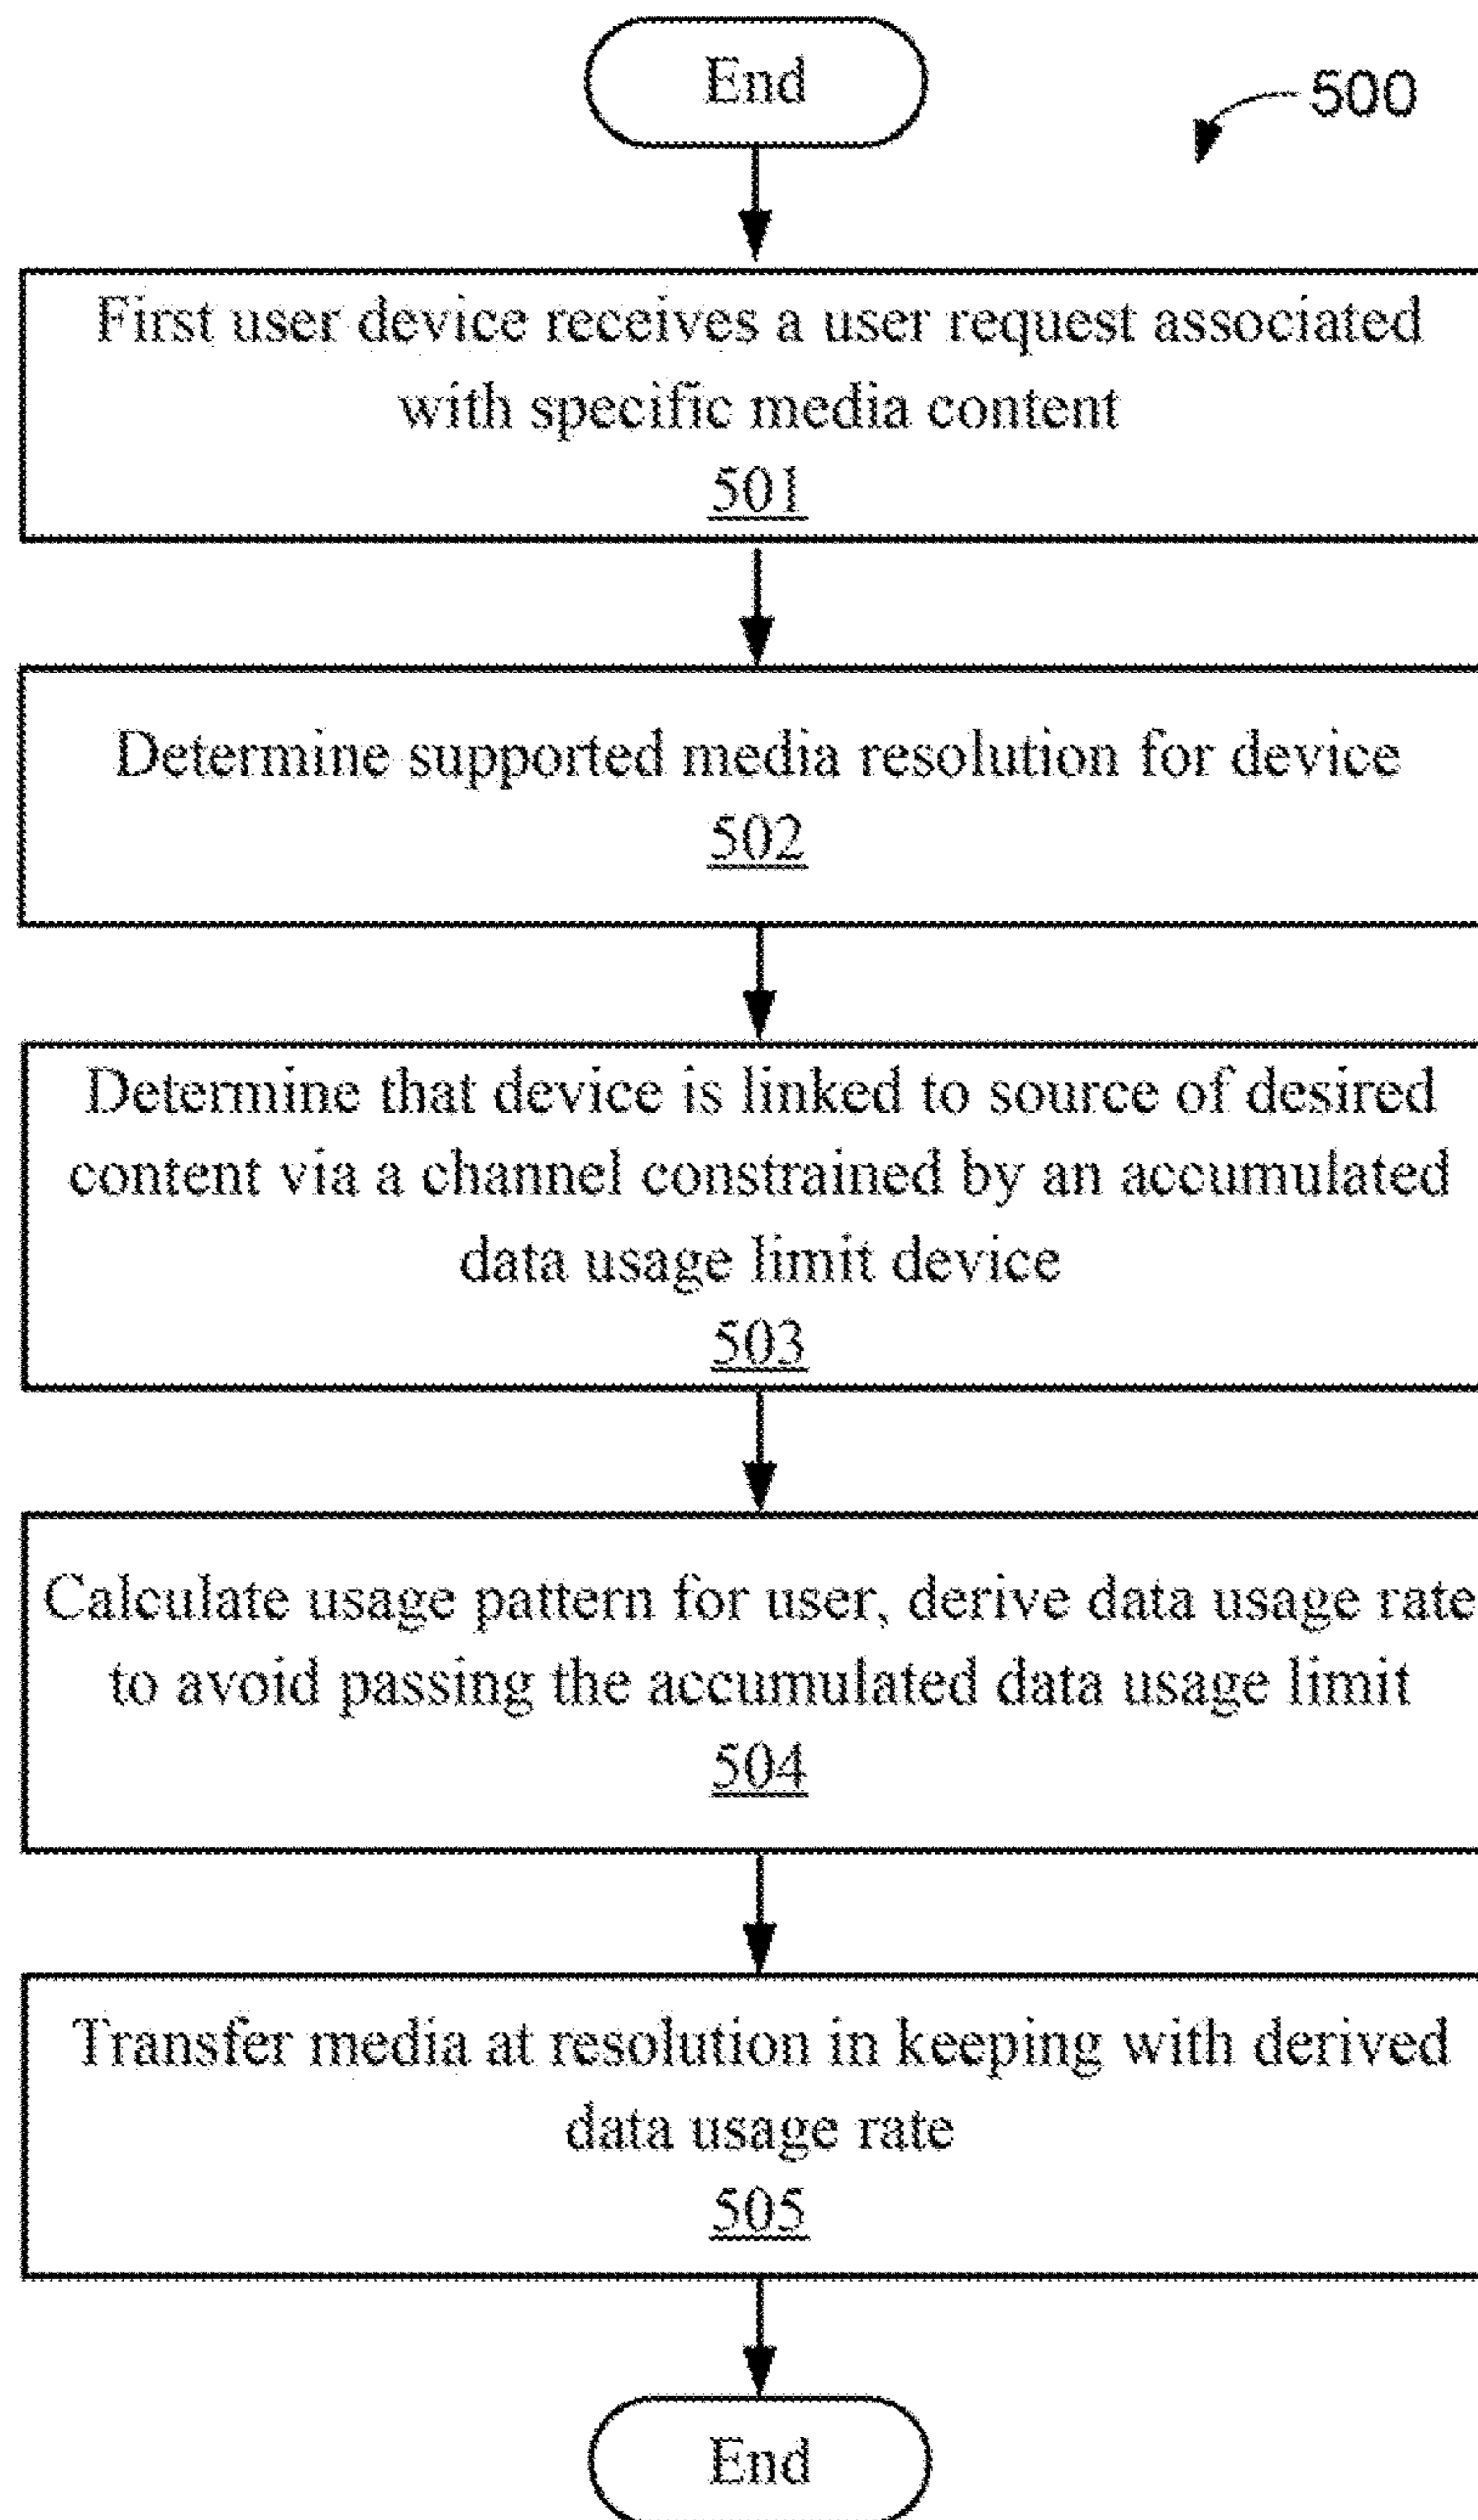 End
500
First user device receives a user request associated
with specific media content
501
Determine supported media resolution for device
502
Determine that device is linked to source of desired
content via a channel constrained by an accumulated
data usage limit device
503
Calculate usage pattern for user, derive data usage rate
to avoid passing the accumulated data usage limit
504
Transfer media at resolution in keeping with derived
data usage rate
505
End